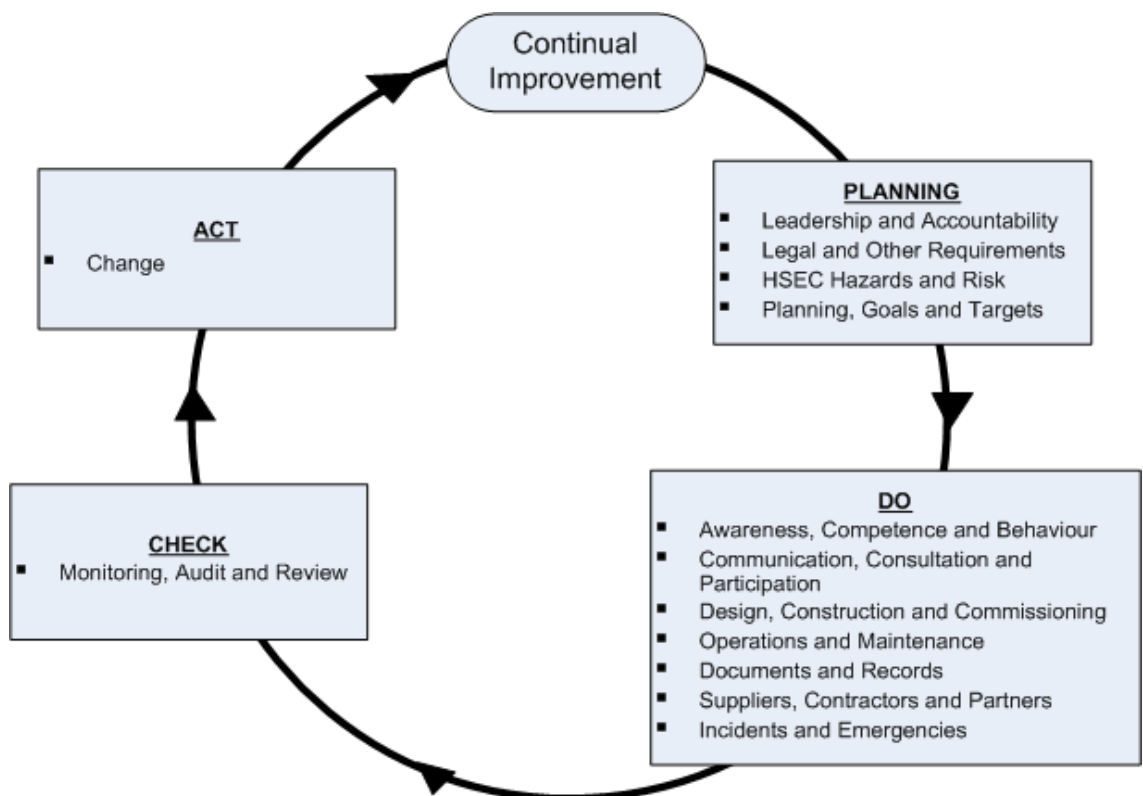 Continual
Improvement
PLANNING
▪ Leadership and Accountability
▪ Legal and Other Requirements
▪ HSEC Hazards and Risk
▪ Planning, Goals and Targets
DO
▪ Awareness, Competence and Behaviour
▪ Communication, Consultation and
Participation
▪ Design, Construction and Commissioning
▪ Operations and Maintenance
▪ Documents and Records
▪ Suppliers, Contractors and Partners
▪ Incidents and Emergencies
CHECK
▪ Monitoring, Audit and Review
ACT
▪ Change